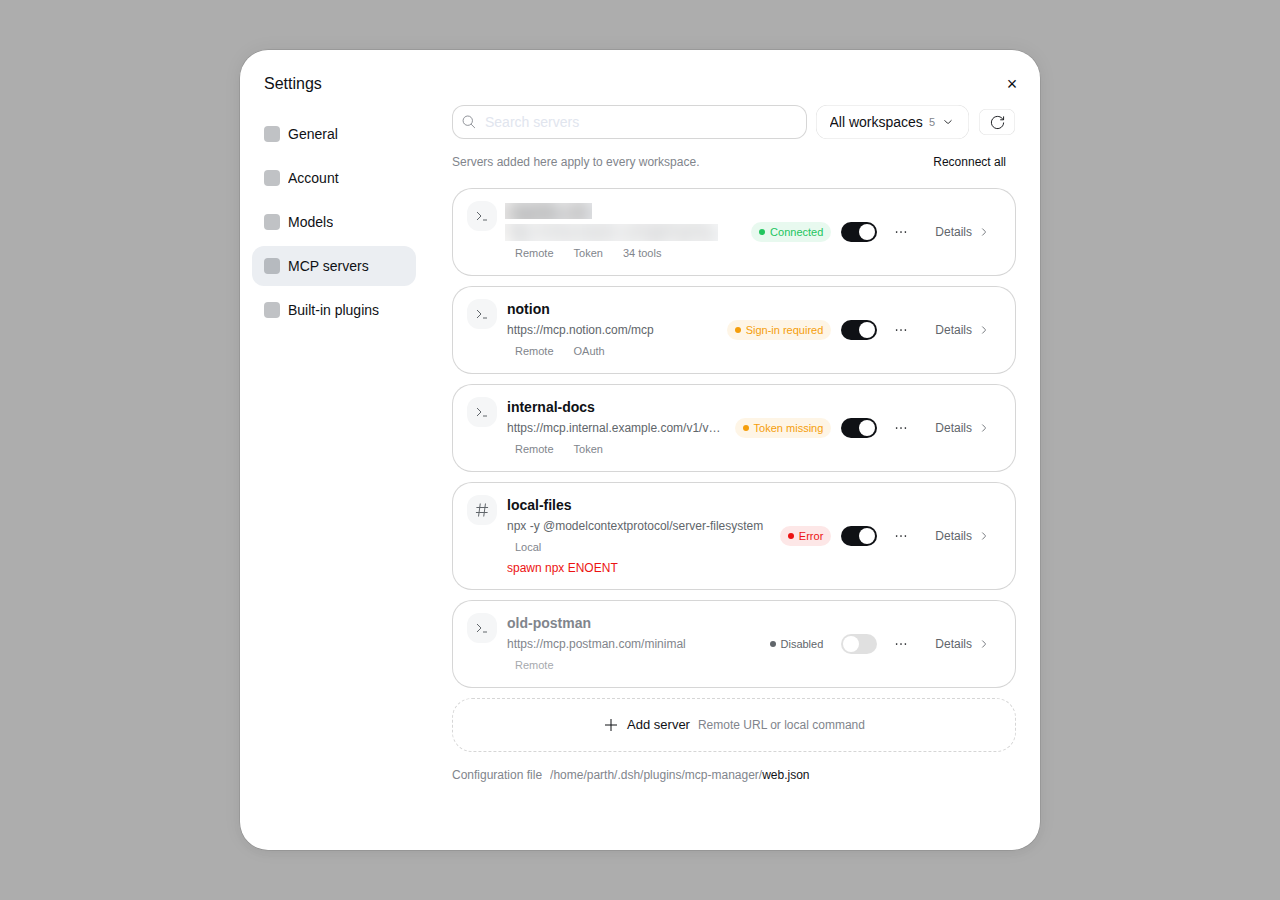 Settings
×
General
Account
Models
MCP servers
Built-in plugins
Search servers
All workspaces 5
Servers added here apply to every workspace.
Reconnect all
Connected
Details
Remote Token 34 tools
notion
https://mcp.notion.com/mcp
Sign-in required
Details
Remote OAuth
internal-docs
https://mcp.internal.example.com/v1/v…
Token missing
Details
Remote Token
local-files
npx -y @modelcontextprotocol/server-filesystem
Error
Details
Local
spawn npx ENOENT
old-postman
https://mcp.postman.com/minimal
Disabled
Details
Remote
Add server Remote URL or local command
Configuration file /home/parth/.dsh/plugins/mcp-manager/web.json